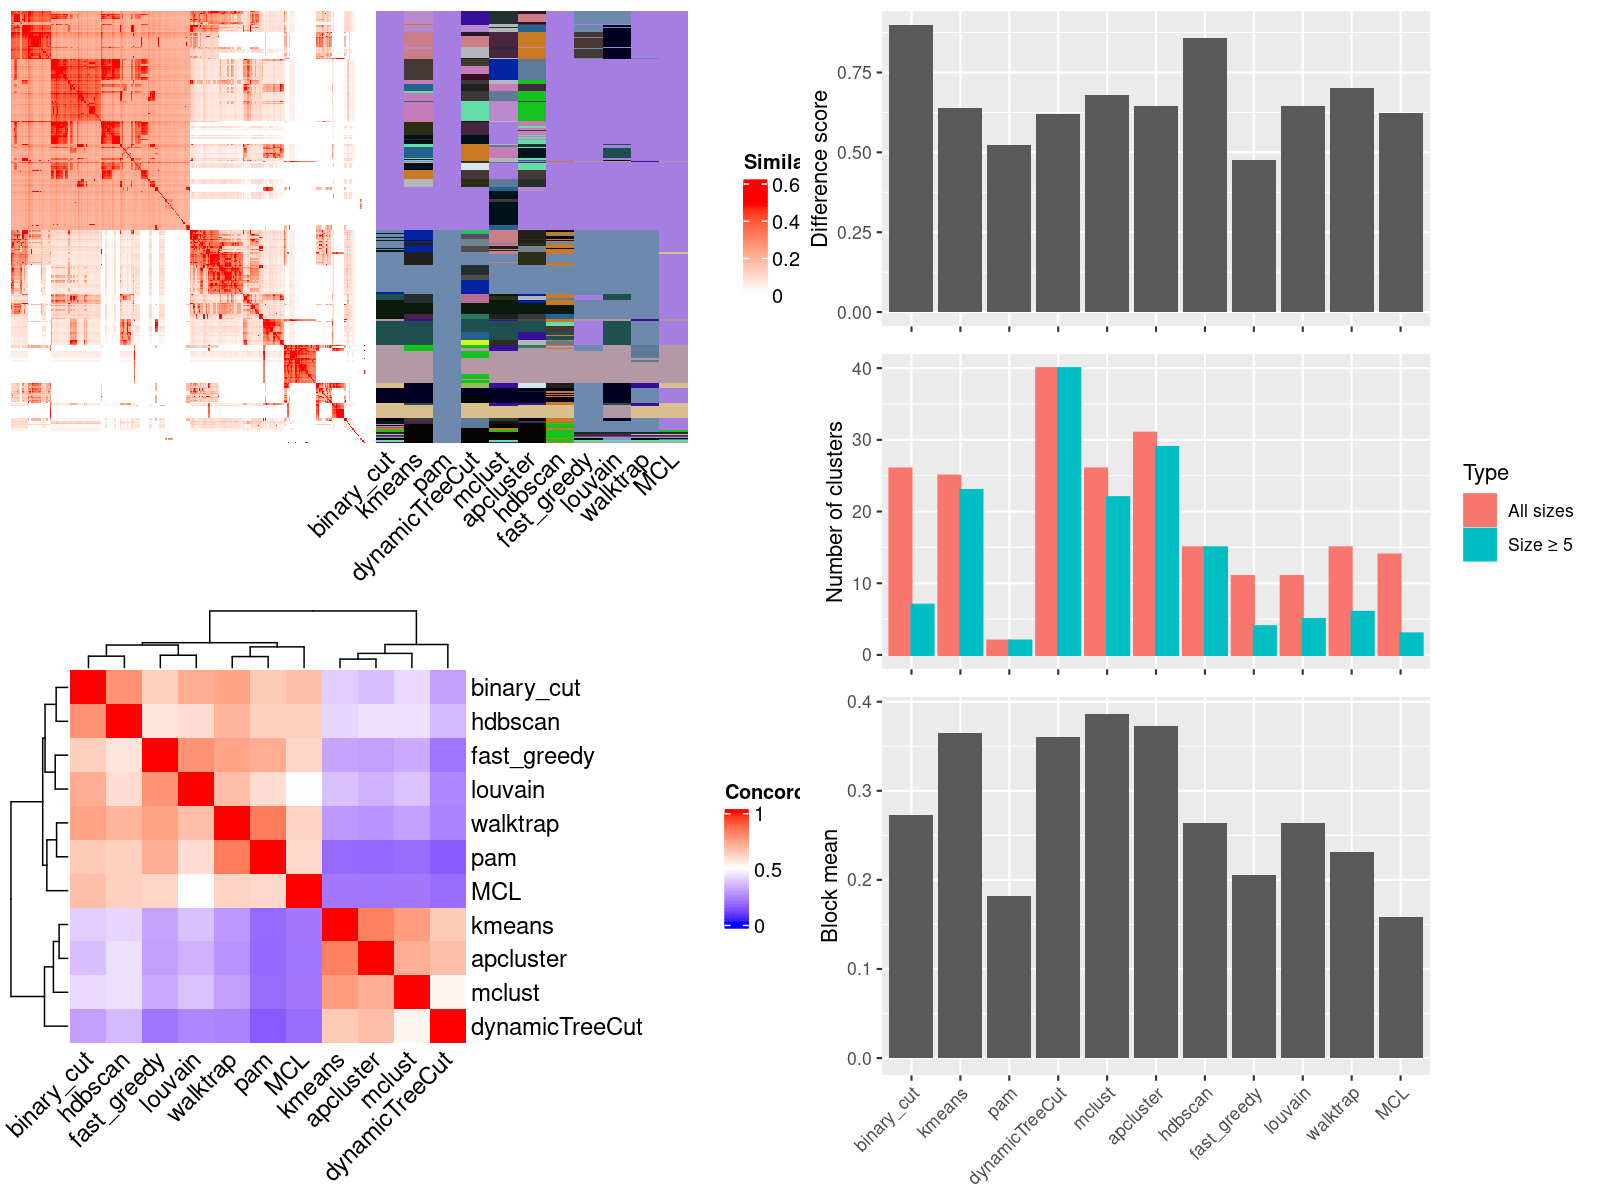 Simila
0.6
0.4
0.2
0
binary_cut
kmeans
pam
dynamicTreeCut
mclust
apcluster
hdbscan
fast_greedy
louvain
walktrap
MCL
Difference score
0.75
0.50
0.25
0.00
Number of clusters
40
30
20
10
0
Type
All sizes
Size ≥ 5
binary_cut
hdbscan
fast_greedy
louvain
walktrap
pam
MCL
kmeans
apcluster
mclust
dynamicTreeCut
binary_cut
hdbscan
fast_greedy
louvain
walktrap
pam
MCL
kmeans
apcluster
mclust
dynamicTreeCut
Concord
1
0.5
0
Block mean
0.4
0.3
0.2
0.1
0.0
binary_cut
kmeans
pam
dynamicTreeCut
mclust
apcluster
hdbscan
fast_greedy
louvain
walktrap
MCL